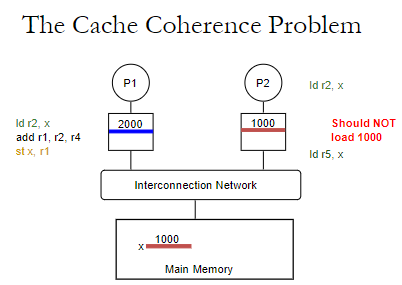 The Cache Coherence Problem
P1
P2
ld r2, x
ld r2, x
add r1, r2, r4
st x, r1
2000
1000
Should NOT
load 1000
ld r5, x
Interconnection Network
x
1000
Main Memory